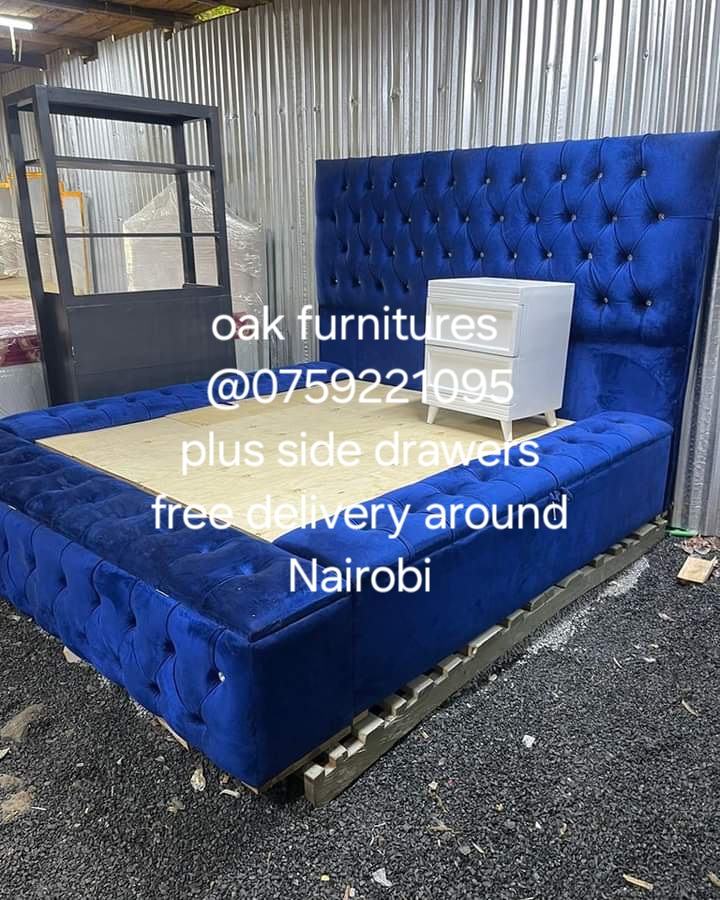 oak furnitures
@0759221095
plus side drawers
free delivery around
Nairobi